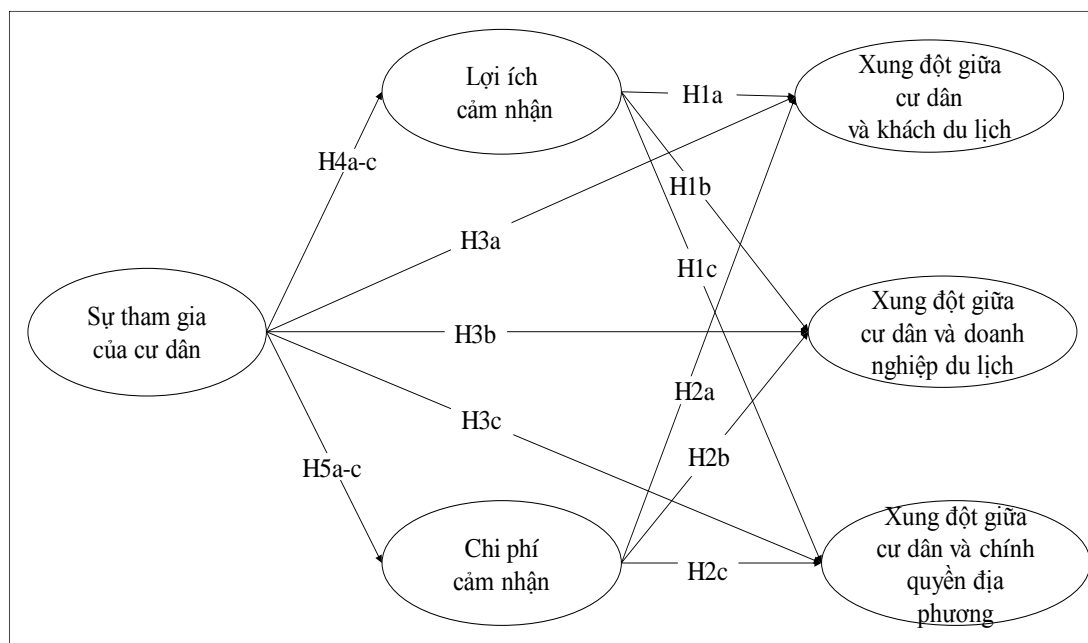 Lợi ích
cảm nhận
Xung đột giữa
cư dân
và khách du lịch
H1a
H4a-c
H1b
H3a
H1c
Sự tham gia
của cư dân
H3b
Xung đột giữa
cư dân và doanh
nghiệp du lịch
H2a
H3c
H2b
H5a-c
Chi phí
cảm nhận
H2c
Xung đột giữa
cư dân và chính
quyền địa
phương